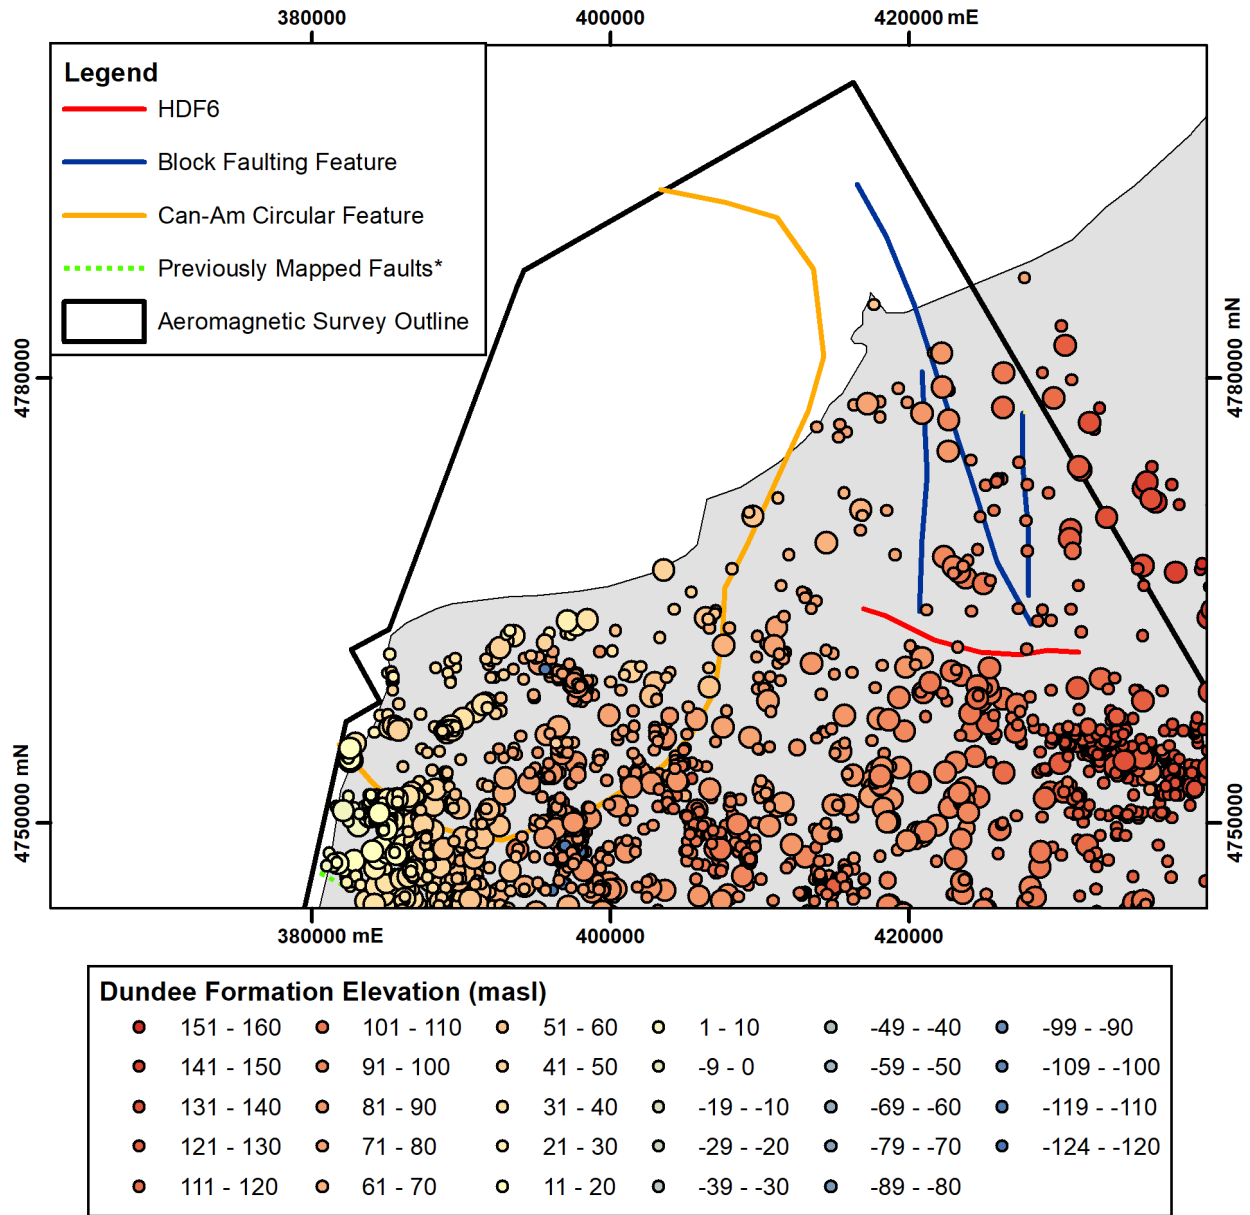 380000
400000
420000 mE
Legend
HDF6
Block Faulting Feature
Can-Am Circular Feature
Previously Mapped Faults*
Aeromagnetic Survey Outline
4780000
4780000 mN
4750000 mN
4750000
380000 mE
400000
420000
Dundee Formation Elevation (masl)
151 - 160
101 - 110
51 - 60
1 - 10
-49 - -40
-99 - -90
141 - 150
91 - 100
41 - 50
-9 - 0
-59 - -50
-109 - -100
131 - 140
81 - 90
31 - 40
-19 - -10
-69 - -60
-119 - -110
121 - 130
71 - 80
21 - 30
-29 - -20
-79 - -70
-124 - -120
111 - 120
61 - 70
11 - 20
-39 - -30
-89 - -80